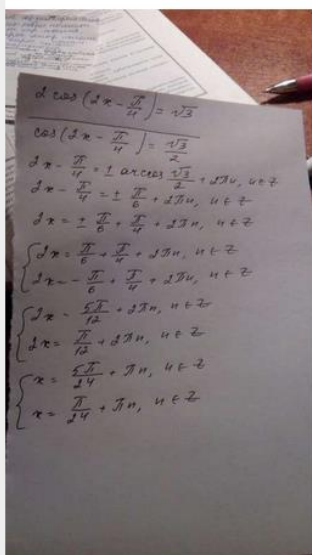 2 cos(2x - π/4) = √3
cos(2x - π/4) = √3/2
2x - π/4 = ± arccos √3/2 + 2πn, n ∈ Z
2x - π/4 = ± π/6 + 2πn, n ∈ Z
2x = ± π/6 + π/4 + 2πn, n ∈ Z
{ 2x = π/6 + π/4 + 2πn, n ∈ Z
2x = - π/6 + π/4 + 2πn, n ∈ Z
{ 2x = 5π/12 + 2πn, n ∈ Z
2x = π/12 + 2πn, n ∈ Z
{ x = 5π/24 + πn, n ∈ Z
x = π/24 + πn, n ∈ Z